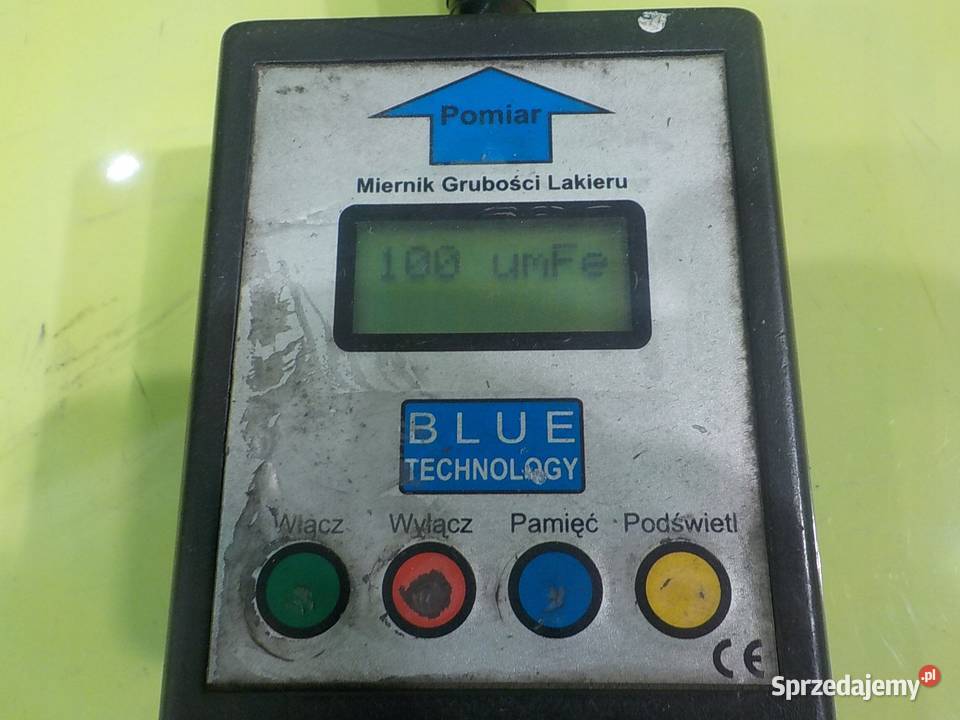 Pomiar
Miernik Grubości Lakieru
100 umFe
BLUE
TECHNOLOGY
Włącz Wyłącz Pamięć Podświetl
CE
Sprzedajemy.pl